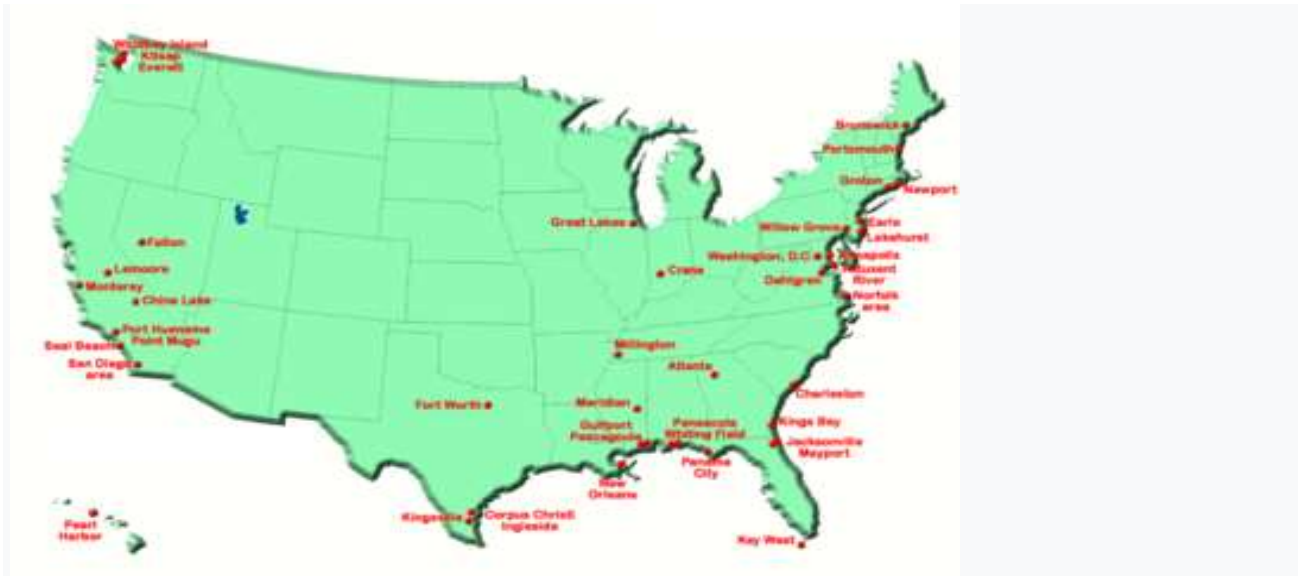 Whidbey Island
Kitsap
Everett
Brunswick
Portsmouth
Groton
Newport
Great Lakes
Willow Grove
Earle
Lakehurst
Fallon
Washington, D.C
Annapolis
Lemoore
Crane
Dahlgren
Patuxent
River
Monterey
China Lake
Norfolk
area
Port Hueneme
Point Mugu
Seal Beach
Millington
San Diego
area
Atlanta
Charleston
Fort Worth
Meridian
Kings Bay
Gulfport
Pascagoula
Pensacola
Whiting Field
Jacksonville
Mayport
Panama
City
New
Orleans
Kingsville
Corpus Christi
Ingleside
Pearl
Harbor
Key West